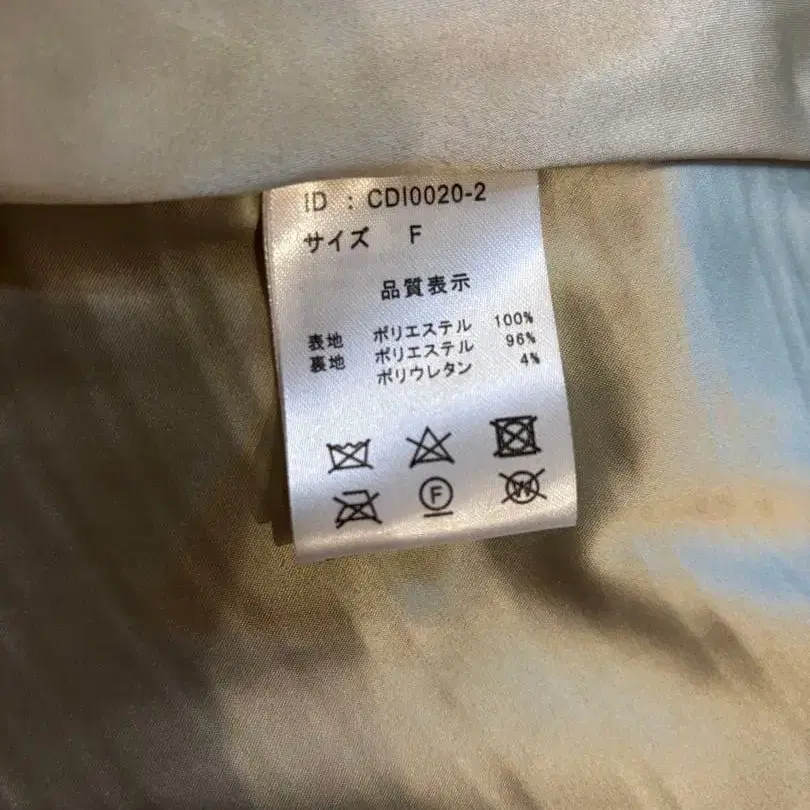 ID : CDI0020-2
サイズ F
品質表示
表地 ポリエステル 100%
裏地 ポリエステル 96%
ポリウレタン 4%
F
W